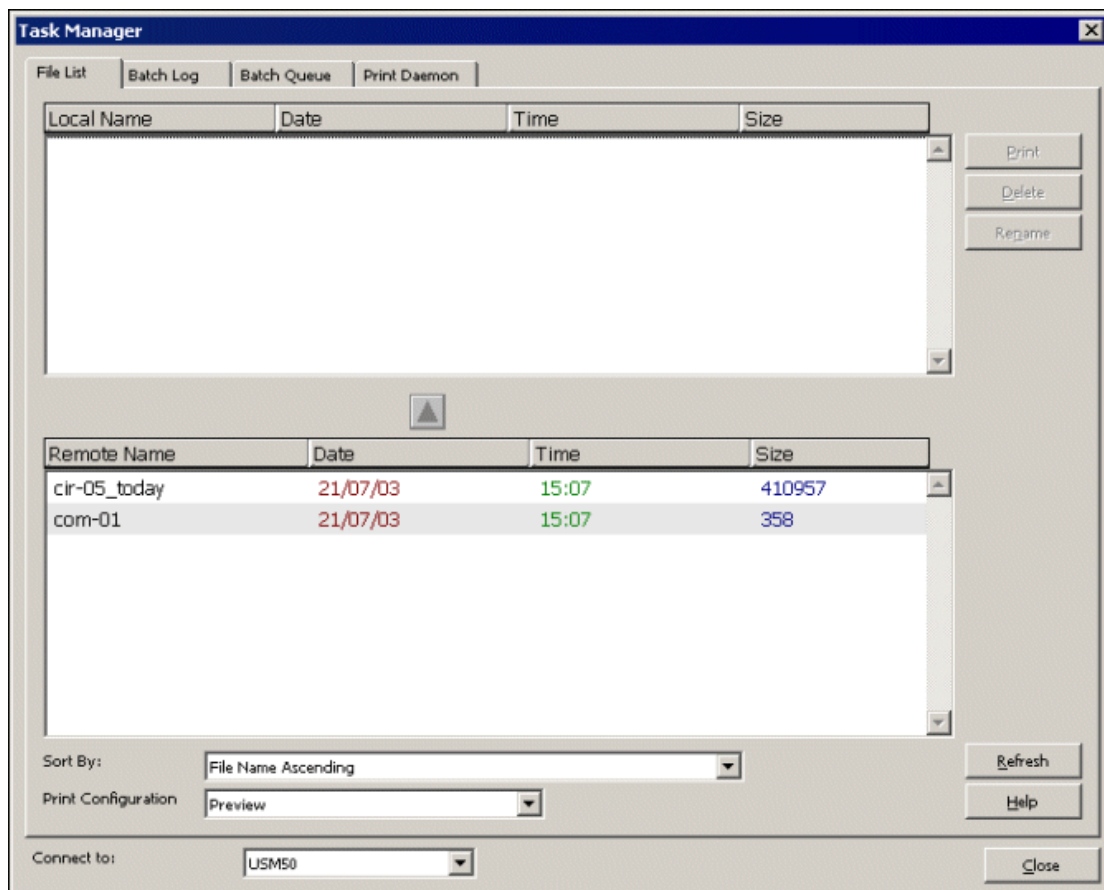 Task Manager
File List Batch Log Batch Queue Print Daemon
Local Name Date Time Size
Print
Delete
Rename
Remote Name Date Time Size
cir-05_today 21/07/03 15:07 410957
com-01 21/07/03 15:07 358
Sort By: File Name Ascending Refresh
Print Configuration Preview Help
Connect to: USM50 Close